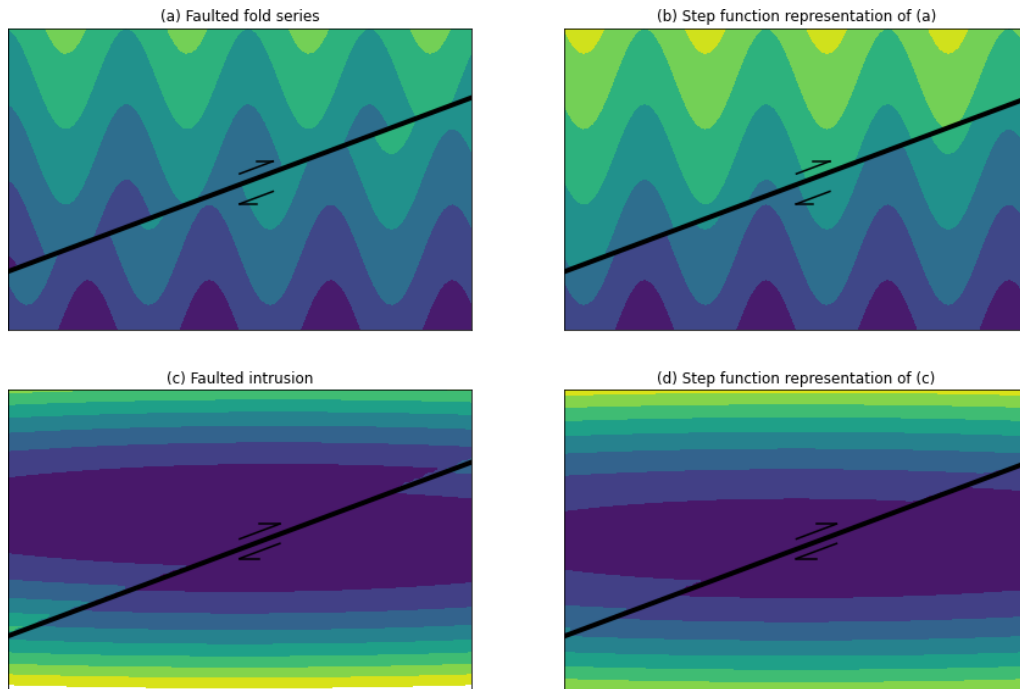 (a) Faulted fold series
(b) Step function representation of (a)
(c) Faulted intrusion
(d) Step function representation of (c)